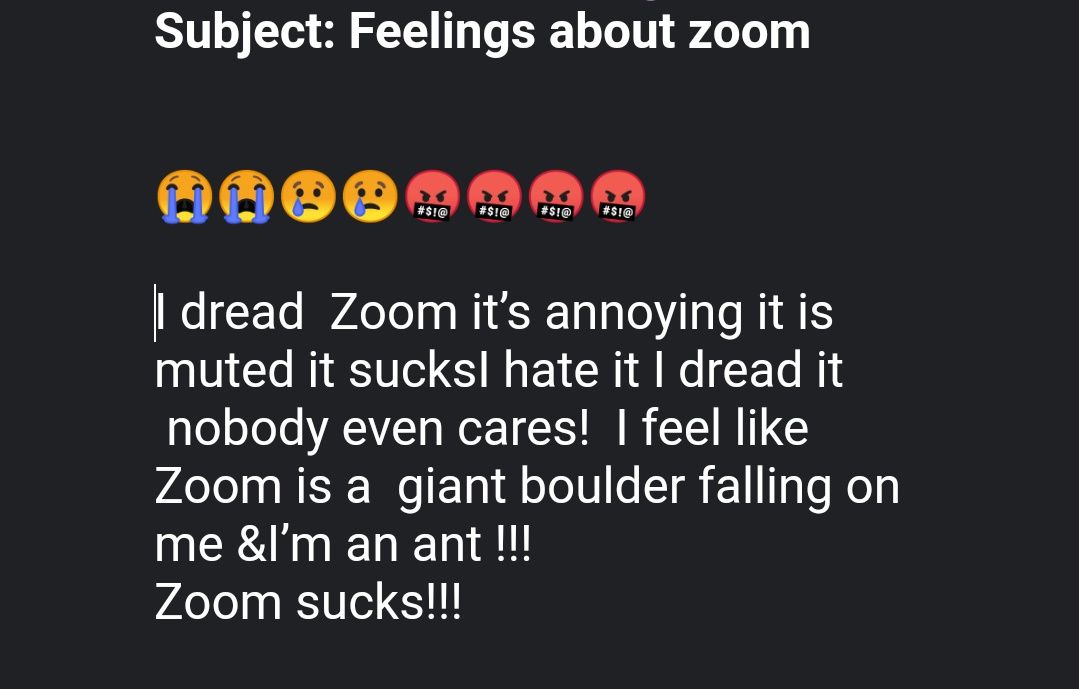 Subject: Feelings about zoom
😭😭😢😢🤬🤬🤬🤬
I dread  Zoom it’s annoying it is
muted it sucksI hate it I dread it
 nobody even cares!  I feel like
Zoom is a  giant boulder falling on
me &I’m an ant !!!
Zoom sucks!!!